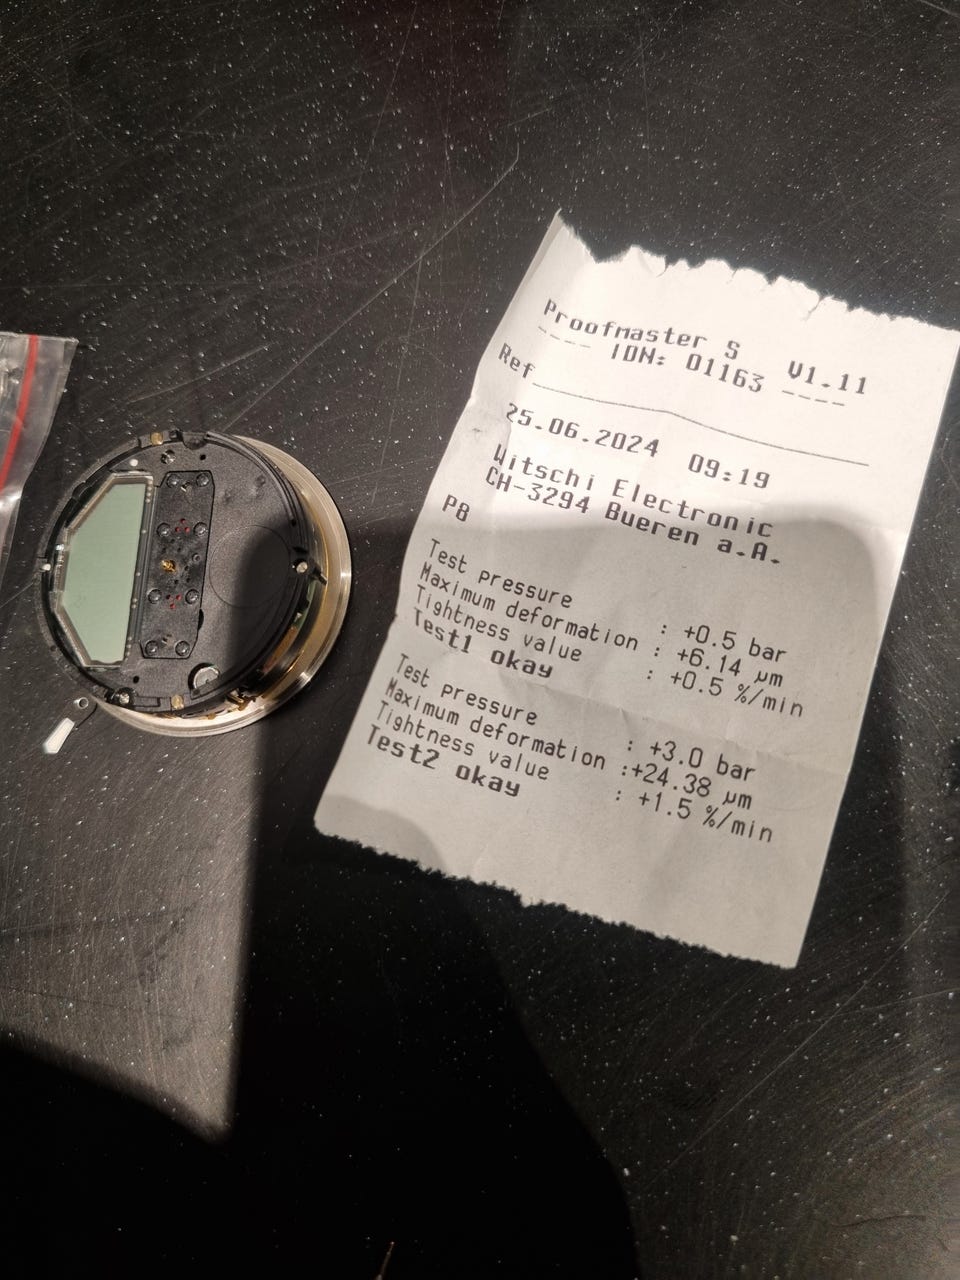 Proofmaster S V1.11
---- IDN: 01163 ----
Ref
25.06.2024 09:19
Witschi Electronic
CH-3294 Bueren a.A.
P8
Test pressure : +0.5 bar
Maximum deformation : +6.14 µm
Tightness value : +0.5 %/min
Test1 okay
Test pressure : +3.0 bar
Maximum deformation :+24.38 µm
Tightness value : +1.5 %/min
Test2 okay